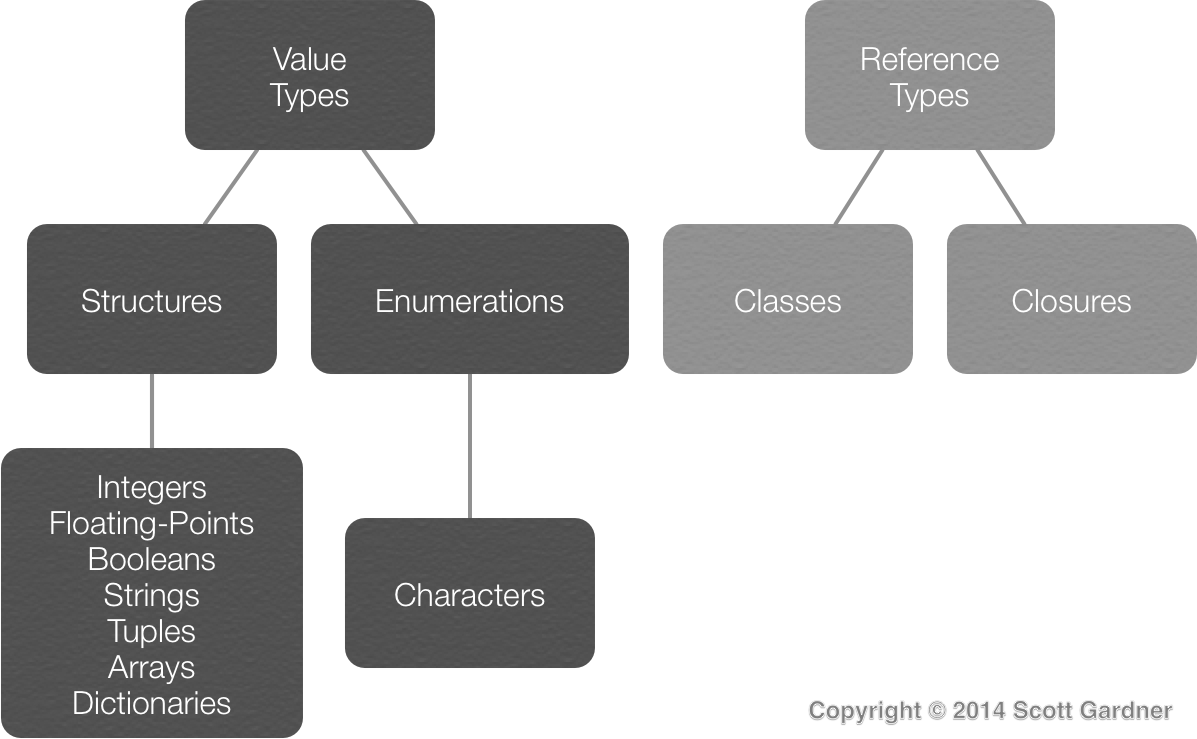 Value
Types
Reference
Types
Structures
Enumerations
Classes
Closures
Integers
Floating-Points
Booleans
Strings
Tuples
Arrays
Dictionaries
Characters
Copyright © 2014 Scott Gardner